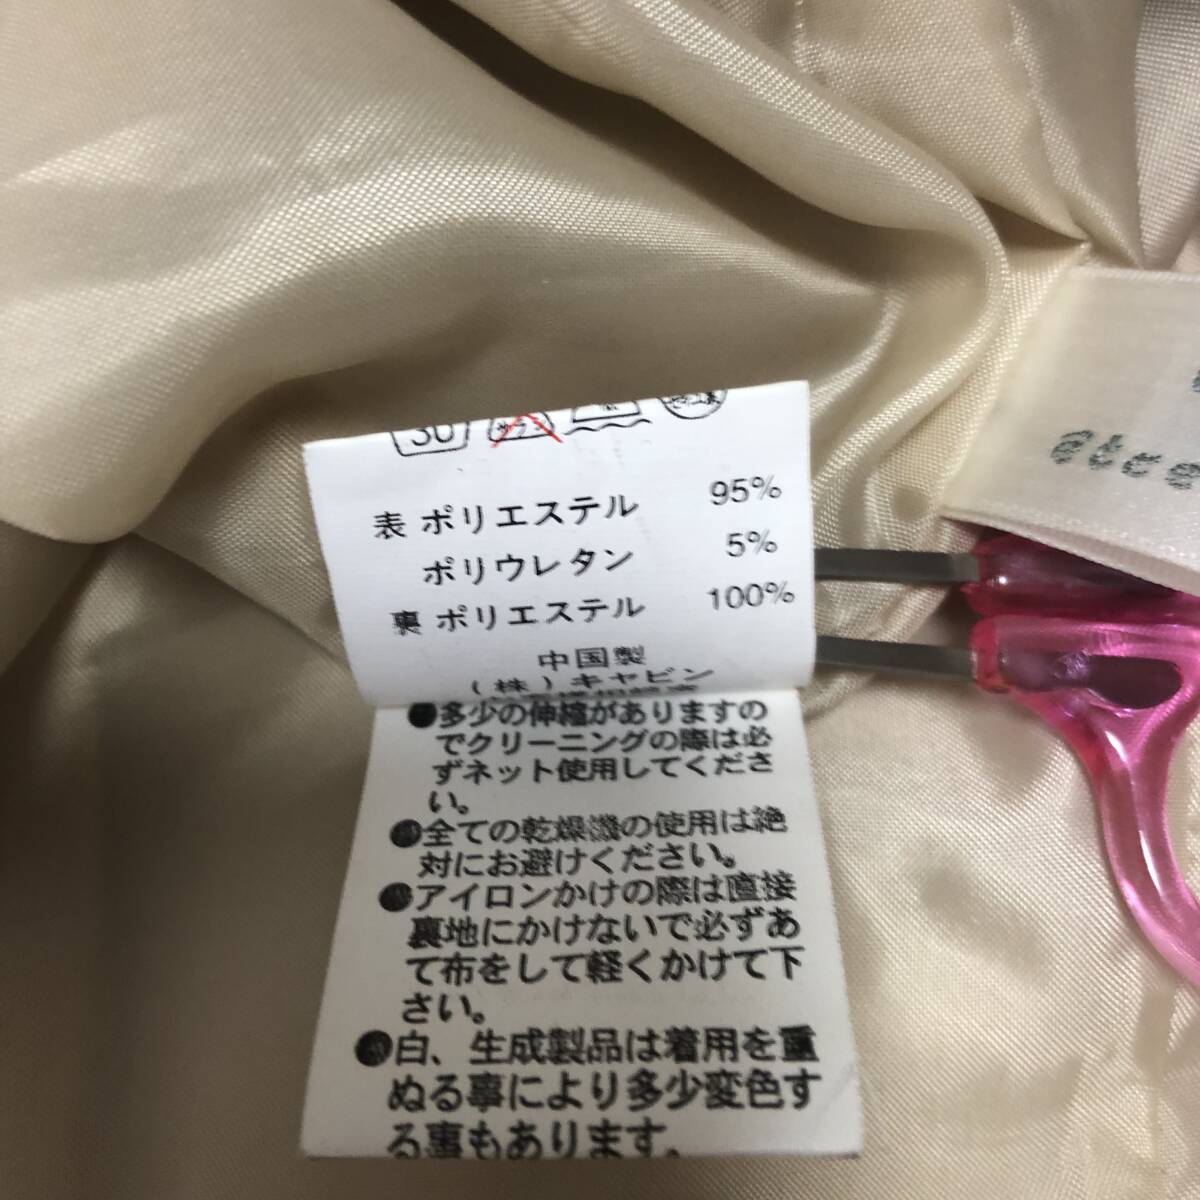 30
表 ポリエステル 95%
ポリウレタン 5%
裏 ポリエステル 100%
中国製
(株)キャビン
●多少の伸縮がありますの
でクリーニングの際は必
ずネット使用してくださ
い。
●全ての乾燥機の使用は絶
対にお避けください。
●アイロンかけの際は直接
裏地にかけないで必ずあ
て布をして軽くかけて下
さい。
●白、生成製品は着用を重
ぬる事により多少変色す
る事もあります。